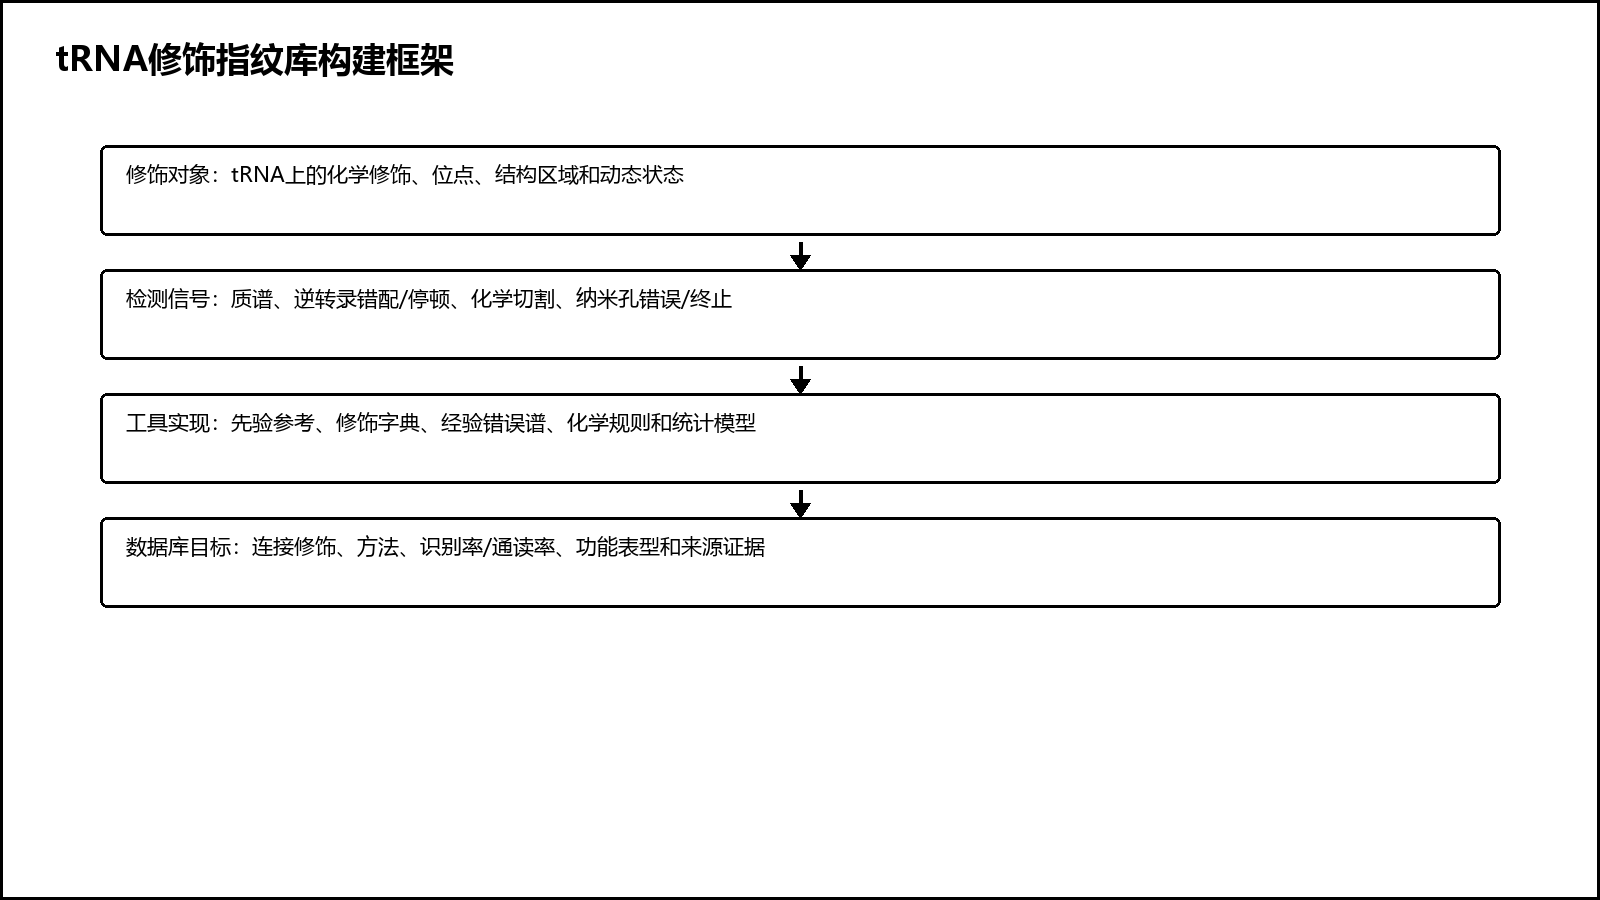 tRNA修饰指纹库构建框架
修饰对象：tRNA上的化学修饰、位点、结构区域和动态状态
检测信号：质谱、逆转录错配/停顿、化学切割、纳米孔错误/终止
工具实现：先验参考、修饰字典、经验错误谱、化学规则和统计模型
数据库目标：连接修饰、方法、识别率/通读率、功能表型和来源证据